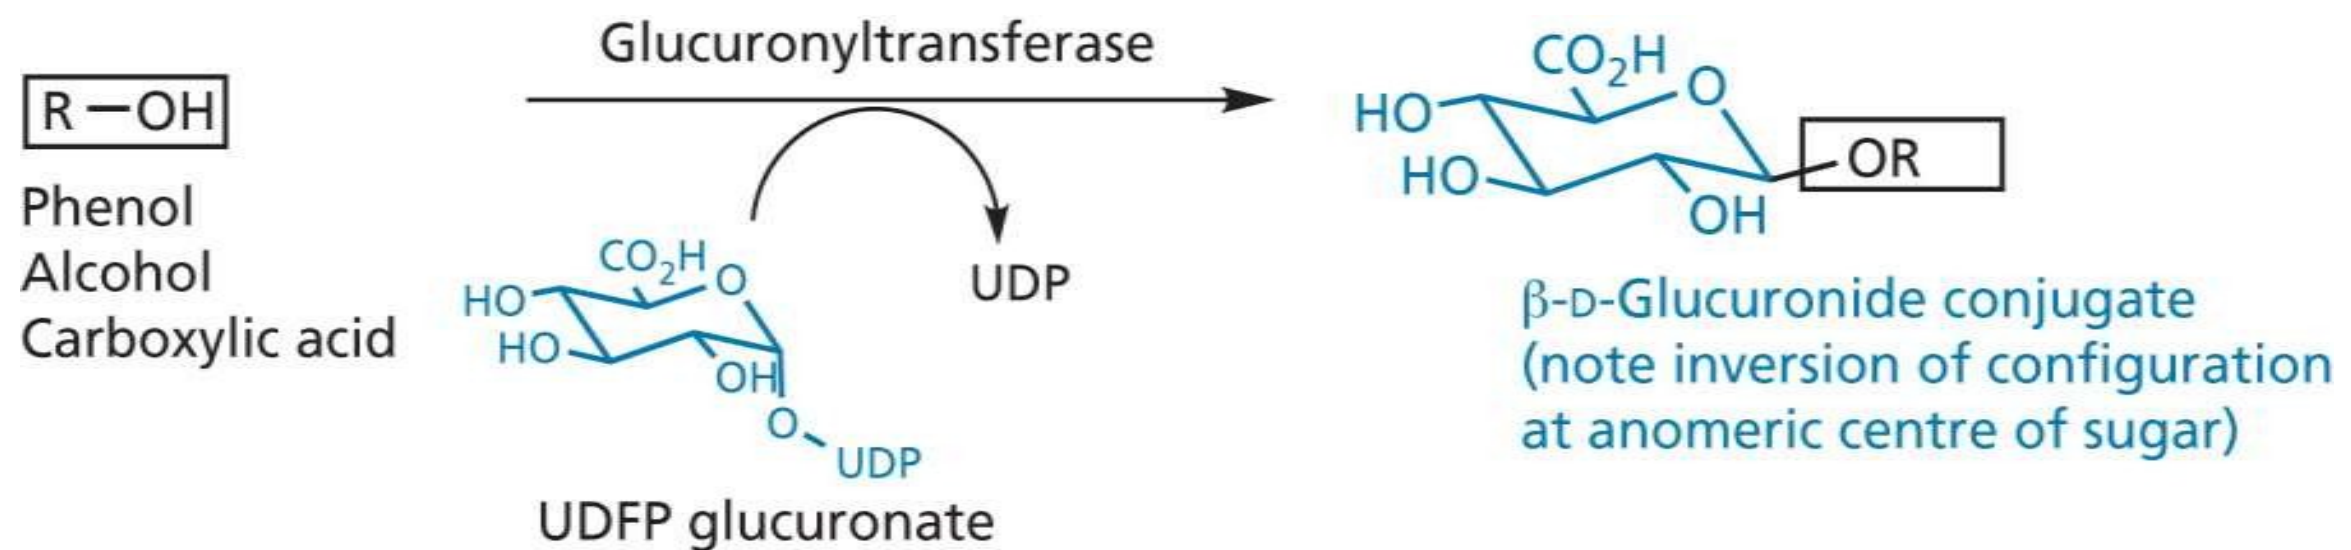 Glucuronyltransferase
R—OH
Phenol
Alcohol
Carboxylic acid
CO₂H
O
HO
HO
OH
O
UDP
UDFP glucuronate
UDP
CO₂H
O
HO
HO
OH
OR
β-D-Glucuronide conjugate
(note inversion of configuration
at anomeric centre of sugar)